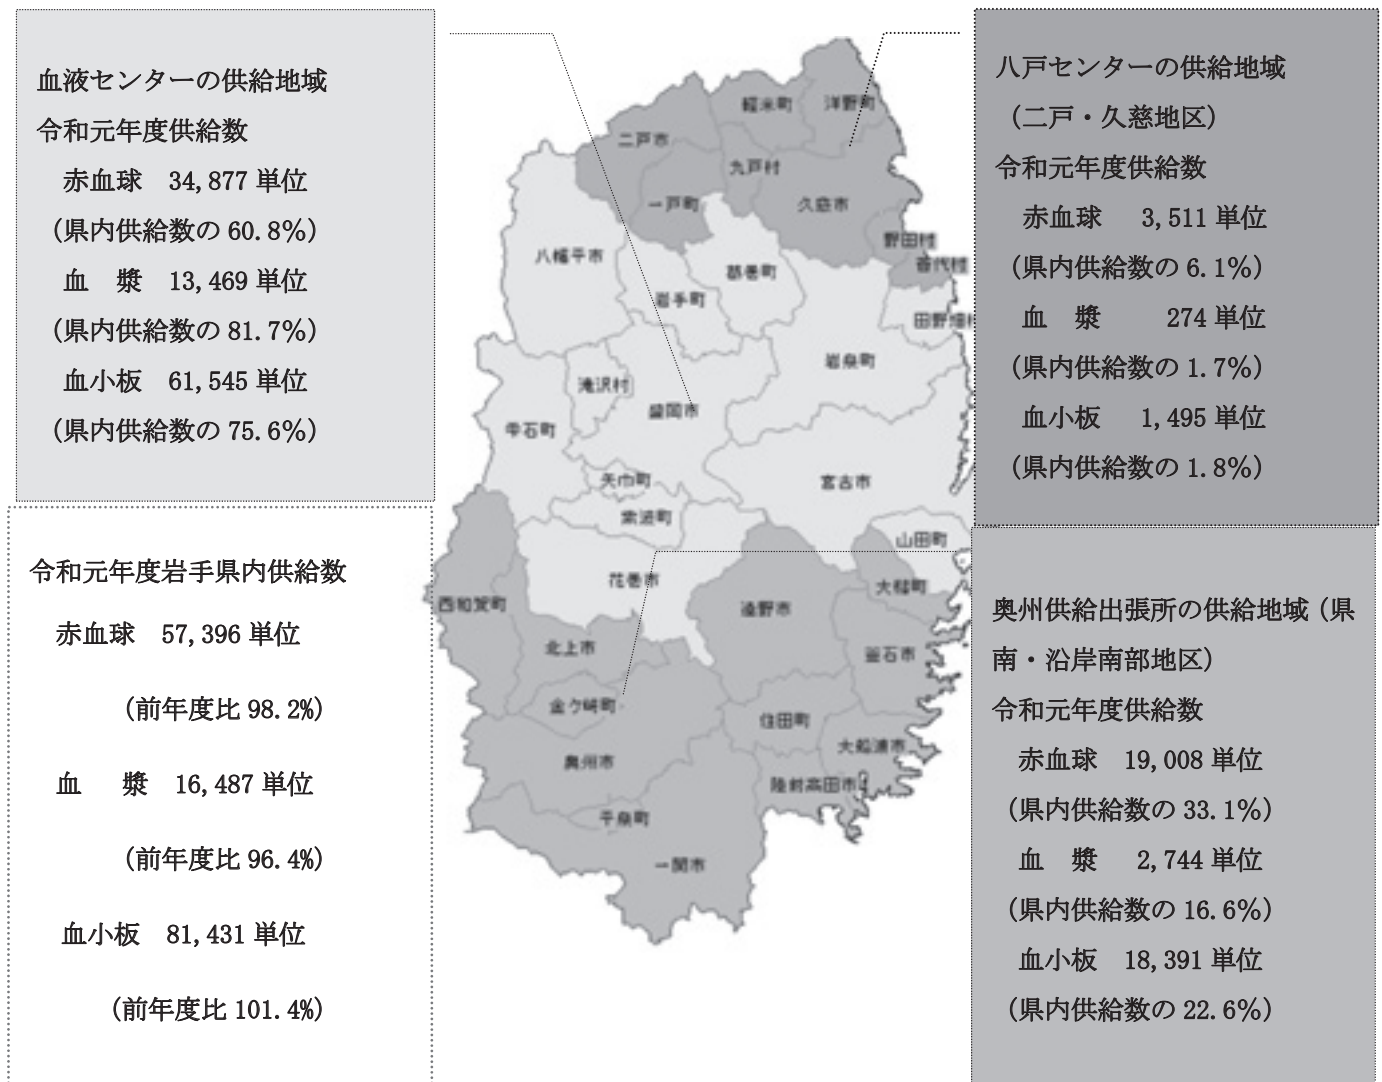 血液センターの供給地域
令和元年度供給数
赤血球 34,877 単位
(県内供給数の 60.8%)
血 漿 13,469 単位
(県内供給数の 81.7%)
血小板 61,545 単位
(県内供給数の 75.6%)
令和元年度岩手県内供給数
赤血球 57,396 単位
(前年度比 98.2%)
血 漿 16,487 単位
(前年度比 96.4%)
血小板 81,431 単位
(前年度比 101.4%)
軽米町
洋野町
二戸市
九戸村
一戸町
久慈市
野田村
普代村
八幡平市
葛巻町
岩手町
田野畑村
岩泉町
滝沢村
盛岡市
雫石町
矢巾町
宮古市
紫波町
山田町
花巻市
大槌町
西和賀町
遠野市
北上市
釜石市
金ケ崎町
住田町
大船渡市
奥州市
陸前高田市
平泉町
一関市
八戸センターの供給地域
(二戸・久慈地区)
令和元年度供給数
赤血球 3,511 単位
(県内供給数の 6.1%)
血 漿 274 単位
(県内供給数の 1.7%)
血小板 1,495 単位
(県内供給数の 1.8%)
奥州供給出張所の供給地域(県
南・沿岸南部地区)
令和元年度供給数
赤血球 19,008 単位
(県内供給数の 33.1%)
血 漿 2,744 単位
(県内供給数の 16.6%)
血小板 18,391 単位
(県内供給数の 22.6%)